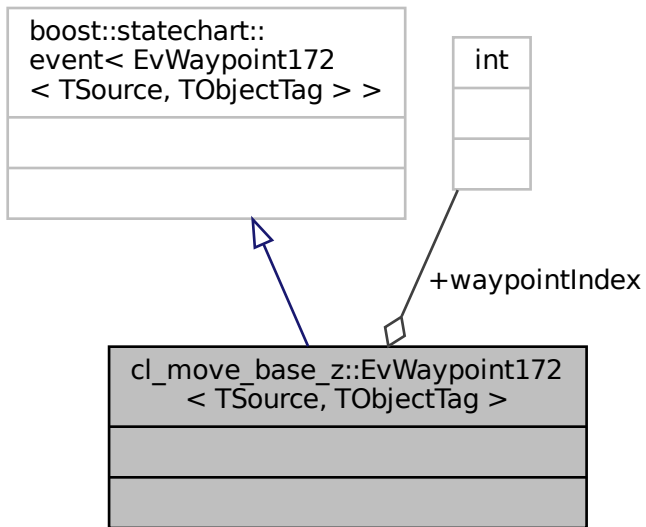 boost::statechart::
event< EvWaypoint172
< TSource, TObjectTag > >
int
+waypointIndex
cl_move_base_z::EvWaypoint172
< TSource, TObjectTag >